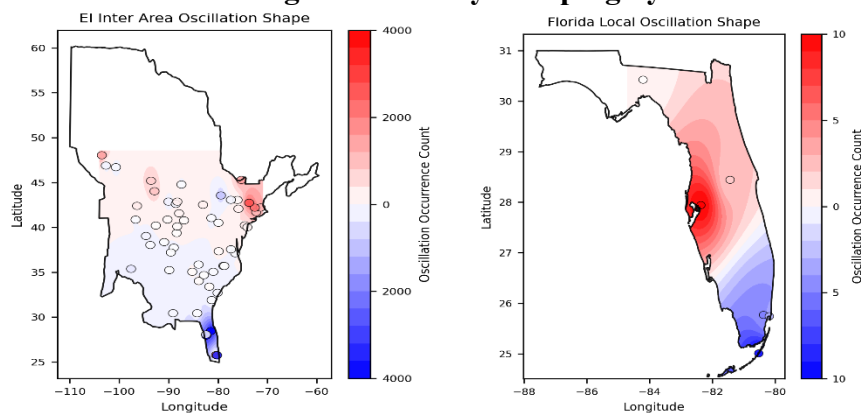 EI Inter Area Oscillation Shape
60
55
50
45
40
35
30
25
Latitude
−110 −100 −90 −80 −70 −60
Longitude
4000
2000
0
2000
4000
Oscillation Occurrence Count
Florida Local Oscillation Shape
31
30
29
28
27
26
25
Latitude
−88 −86 −84 −82 −80
Longitude
10
5
0
5
10
Oscillation Occurrence Count